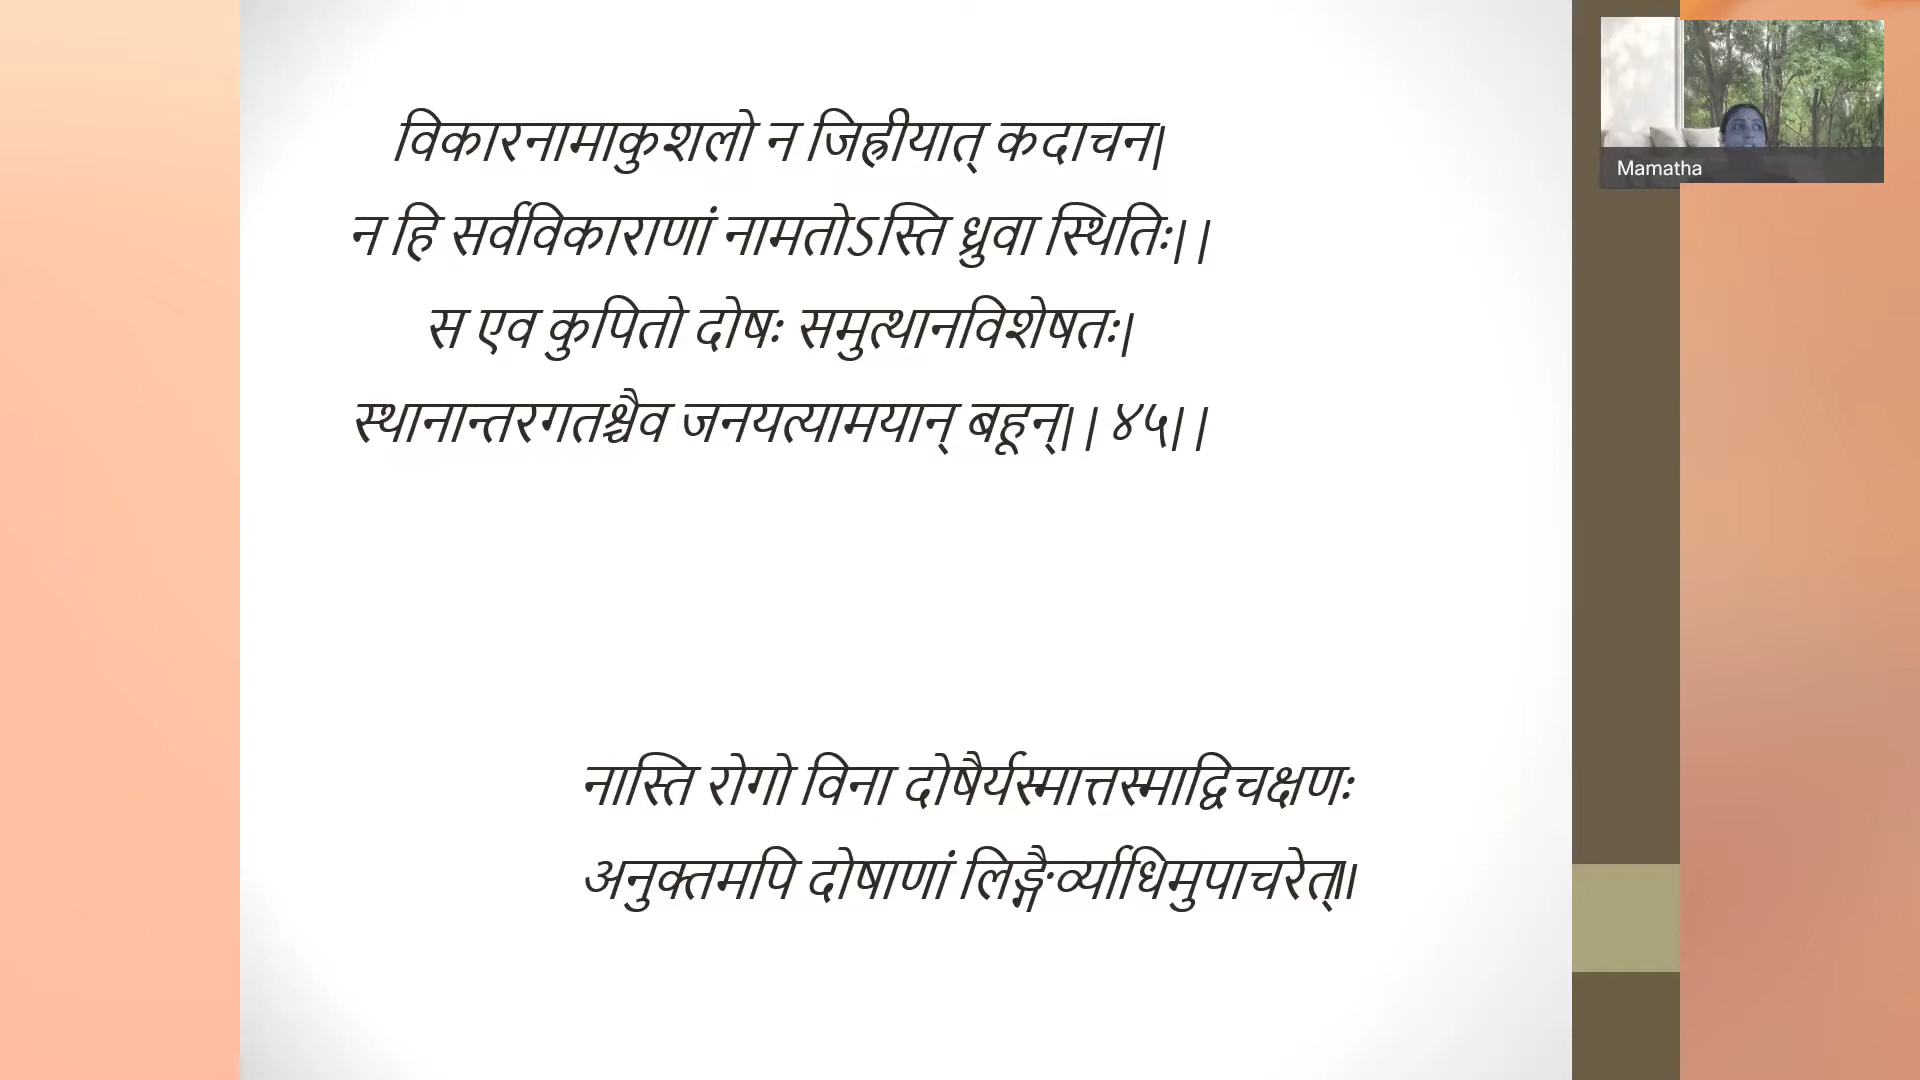 विकारनामाकुशलो न जिह्रीयात् कदाचन|
न हि सर्वविकाराणां नामतोऽस्ति ध्रुवा स्थितिः||
स एव कुपितो दोषः समुत्थानविशेषतः|
स्थानान्तरगतश्चैव जनयत्यामयान् बहून्||४५||
नास्ति रोगो विना दोषैर्यस्मात्तस्माद्विचक्षणः
अनुक्तमपि दोषाणां लिङ्गैर्व्याधिमुपाचरेत्॥
Mamatha